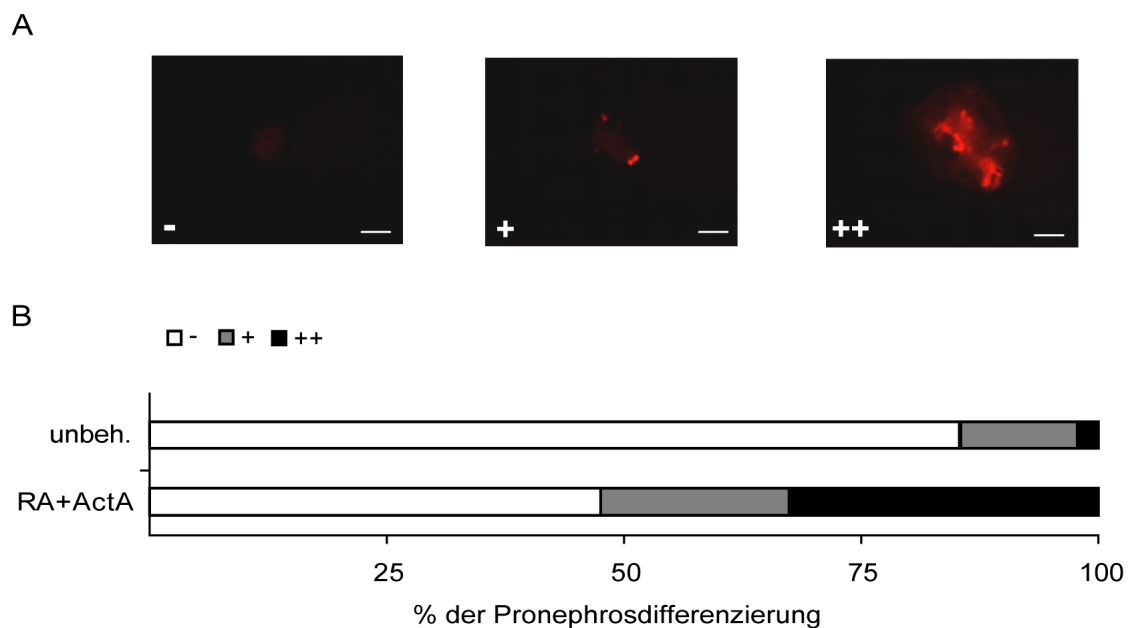 A
-
+
++
B
- + ++
unbeh.
RA+ActA
25 50 75 100
% der Pronephrosdifferenzierung